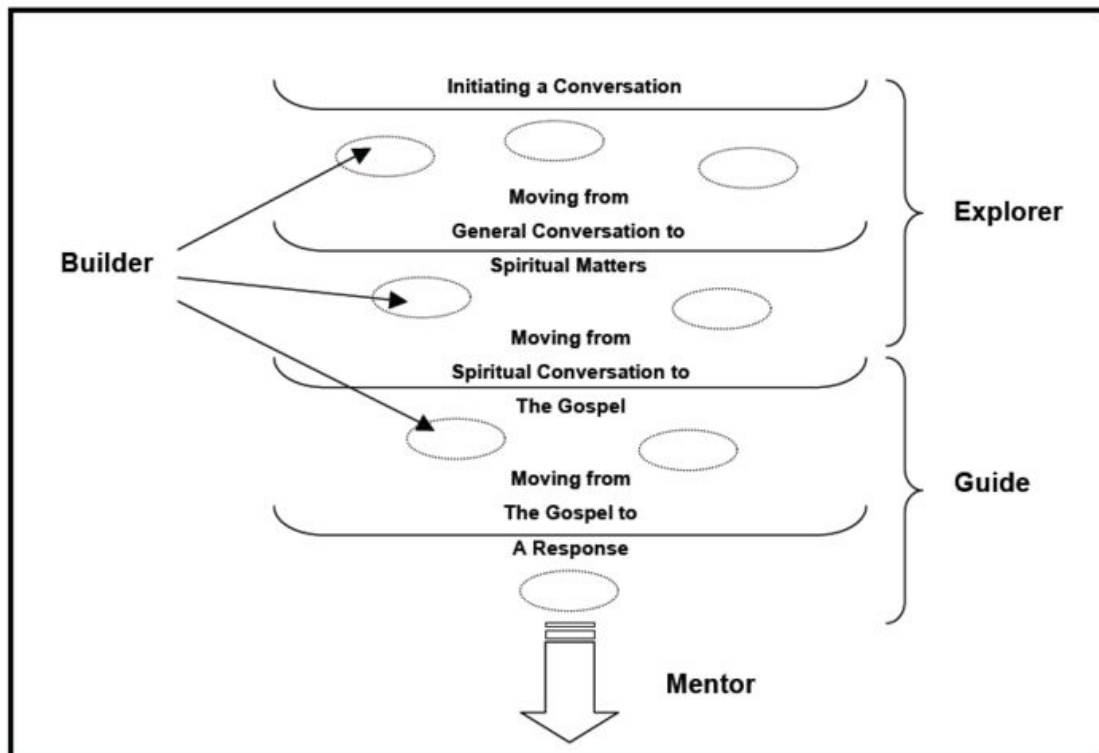 Initiating a Conversation
Moving from
General Conversation to
Spiritual Matters
Explorer
Builder
Moving from
Spiritual Conversation to
The Gospel
Moving from
The Gospel to
A Response
Guide
Mentor